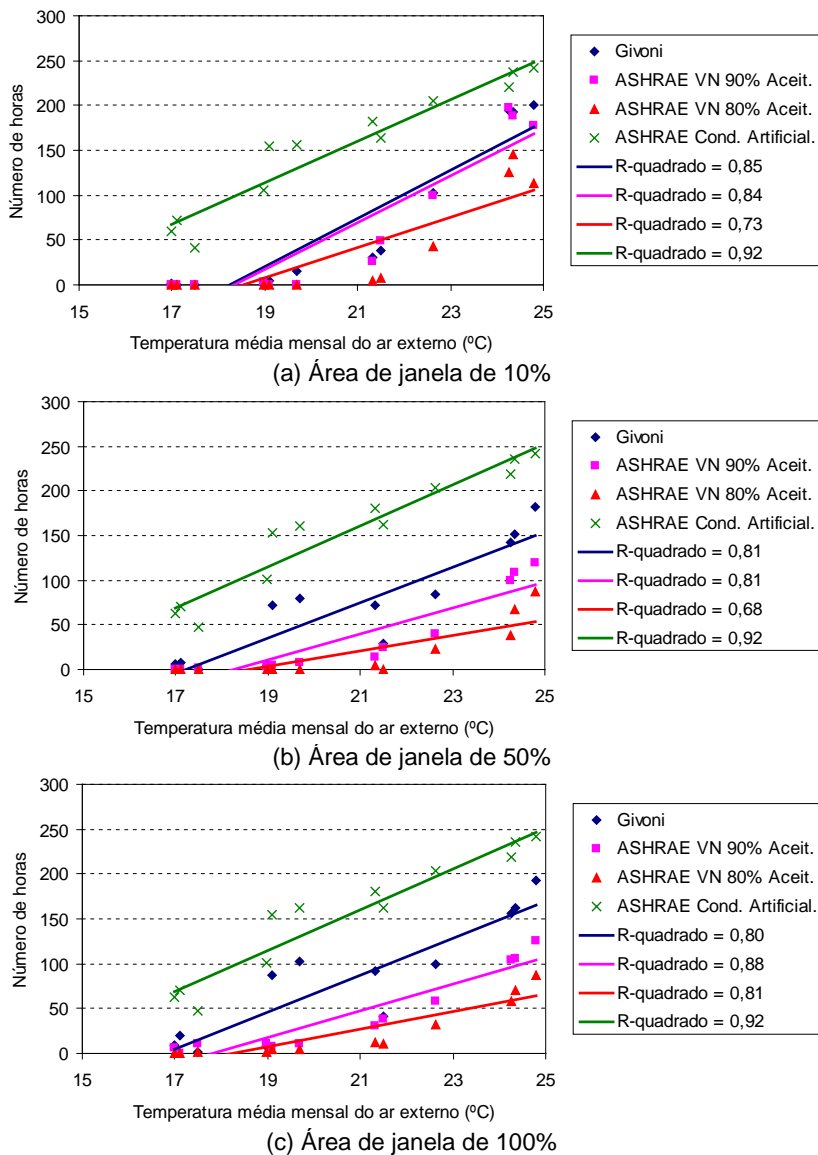 300
250
200
150
100
50
0
Número de horas
15 17 19 21 23 25
Temperatura média mensal do ar externo (ºC)
Givoni
ASHRAE VN 90% Aceit.
ASHRAE VN 80% Aceit.
ASHRAE Cond. Artificial.
R-quadrado = 0,85
R-quadrado = 0,84
R-quadrado = 0,73
R-quadrado = 0,92
(a) Área de janela de 10%
300
250
200
150
100
50
0
Número de horas
15 17 19 21 23 25
Temperatura média mensal do ar externo (ºC)
Givoni
ASHRAE VN 90% Aceit.
ASHRAE VN 80% Aceit.
ASHRAE Cond. Artificial.
R-quadrado = 0,81
R-quadrado = 0,81
R-quadrado = 0,68
R-quadrado = 0,92
(b) Área de janela de 50%
300
250
200
150
100
50
0
Número de horas
15 17 19 21 23 25
Temperatura média mensal do ar externo (ºC)
Givoni
ASHRAE VN 90% Aceit.
ASHRAE VN 80% Aceit.
ASHRAE Cond. Artificial.
R-quadrado = 0,80
R-quadrado = 0,88
R-quadrado = 0,81
R-quadrado = 0,92
(c) Área de janela de 100%